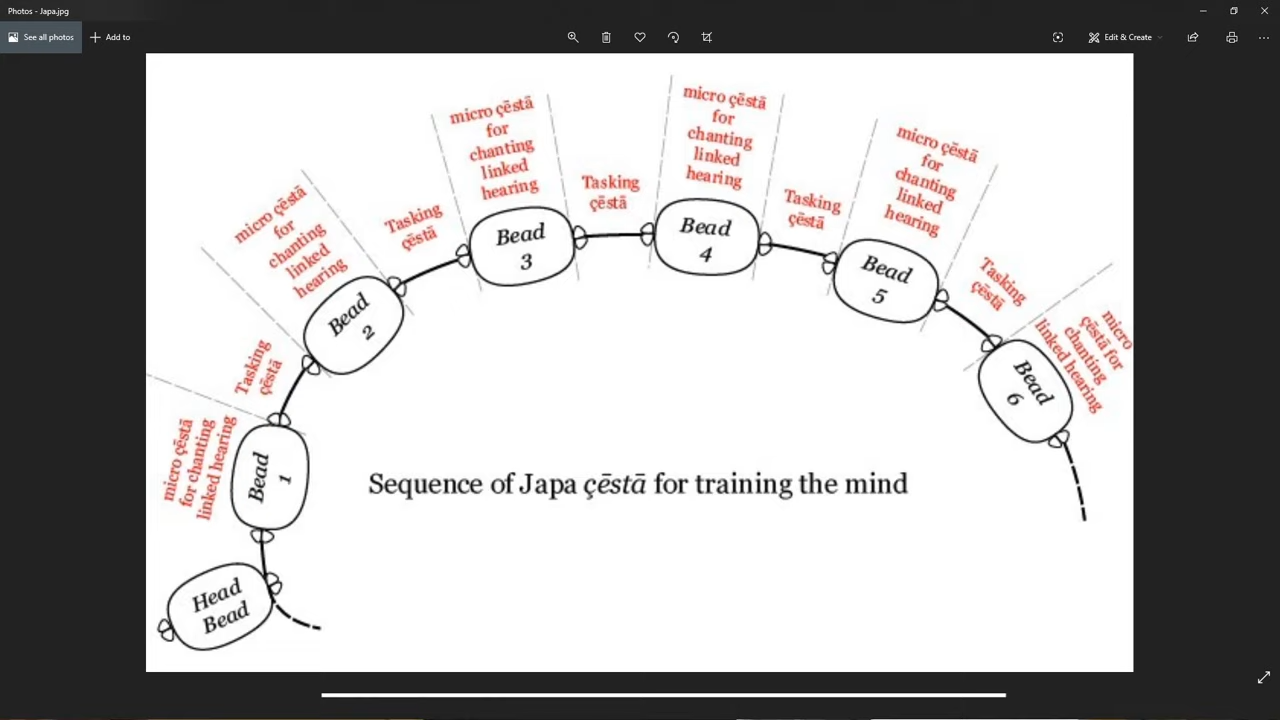 Photos - Japa.jpg
See all photos
Add to
Edit & Create
micro çēstā
for
chanting
linked
hearing
Tasking
çēstā
micro çēstā
for
chanting
linked
hearing
Tasking
çēstā
micro çēstā
for
chanting
linked
hearing
Tasking
çēstā
micro çēstā
for
chanting
linked
hearing
Tasking
çēstā
micro
çēstā for
chanting
linked hearing
Tasking
çēstā
micro çēstā
for chanting
linked hearing
Bead
3
Bead
4
Bead
5
Bead
2
Bead
6
Bead
1
Head
Bead
Sequence of Japa çēstā for training the mind